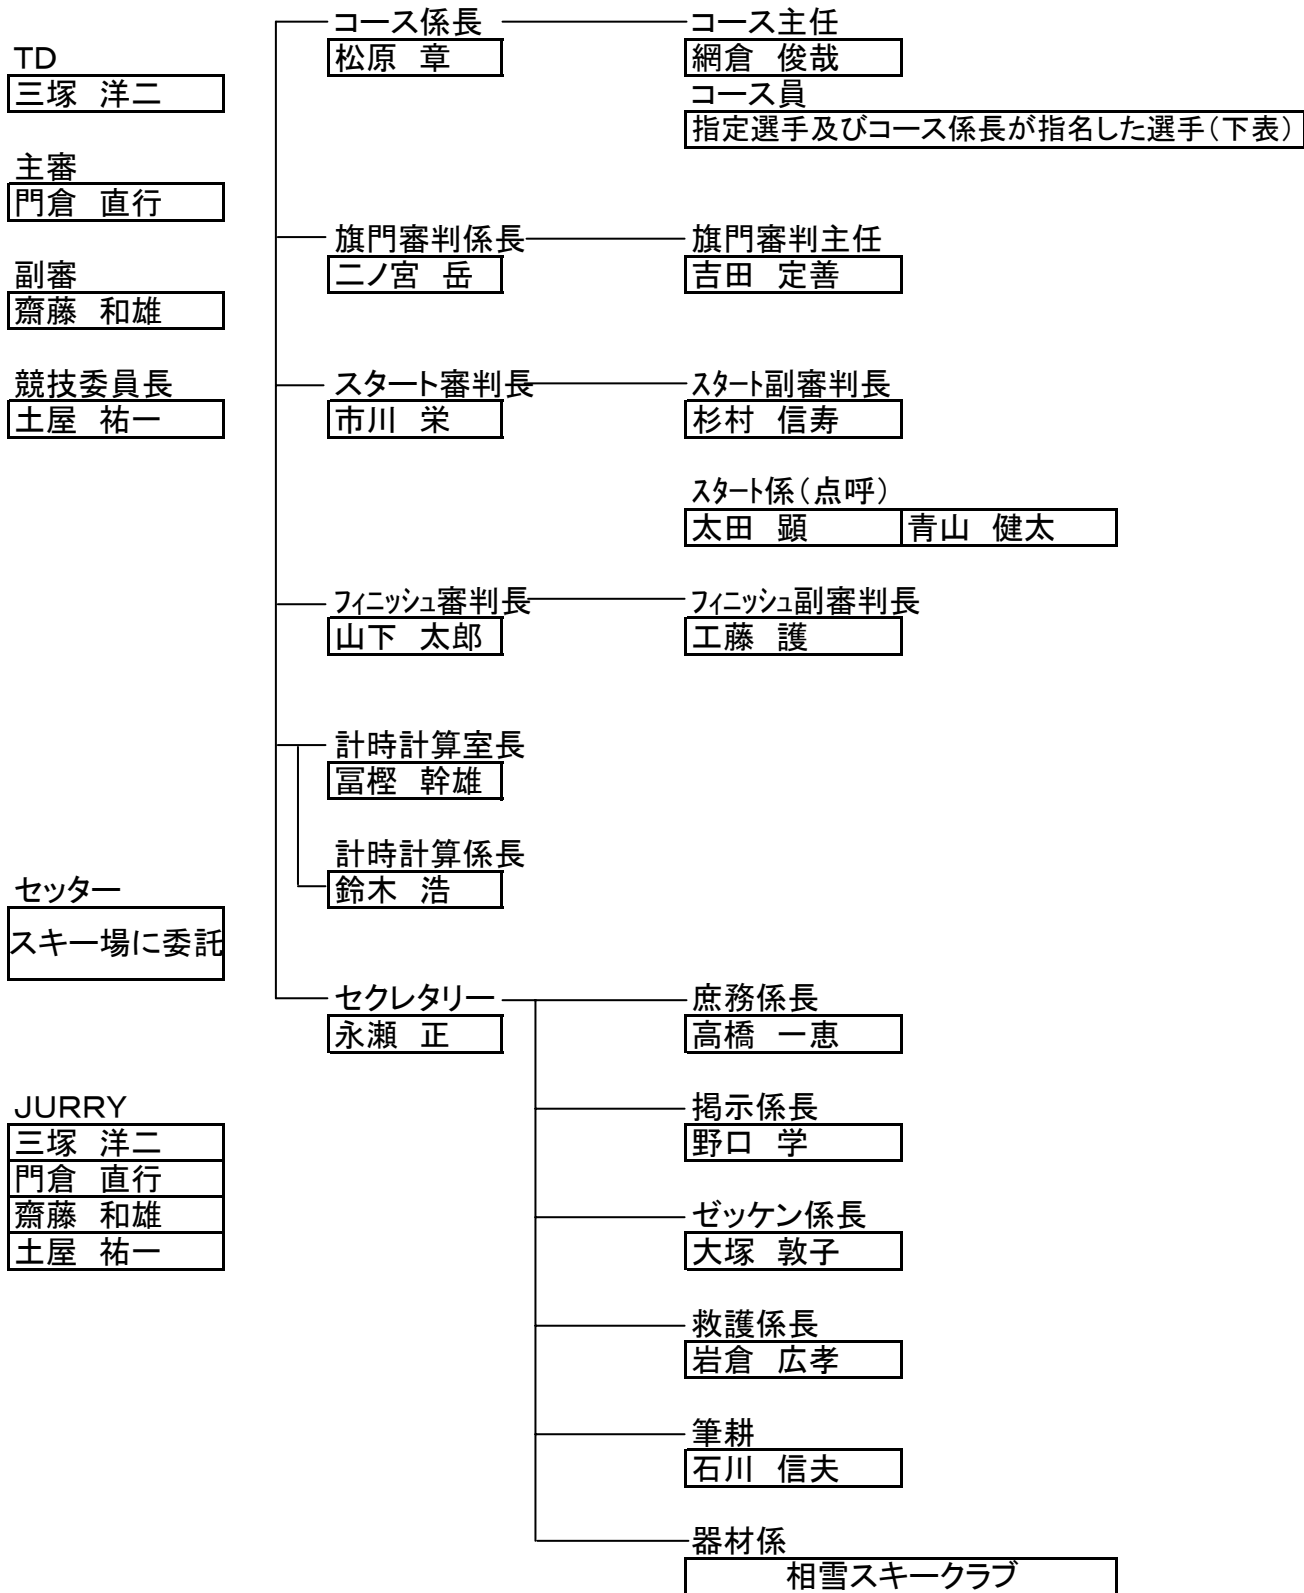 TD
三塚　洋二
主審
門倉　直行
副審
齋藤　和雄
競技委員長
土屋　祐一
セッター
スキー場に委託
JURRY
三塚　洋二
門倉　直行
齋藤　和雄
土屋　祐一
コース係長
松原　章
コース主任
網倉　俊哉
コース員
指定選手及びコース係長が指名した選手（下表）
旗門審判係長
二ノ宮　岳
旗門審判主任
吉田　定善
スタート審判長
市川　栄
ｽﾀｰﾄ副審判長
杉村　信寿
ｽﾀｰﾄ係（点呼）
太田　顕　青山　健太
ﾌｨﾆｯｼｭ審判長
山下　太郎
ﾌｨﾆｯｼｭ副審判長
工藤　護
計時計算室長
冨樫　幹雄
計時計算係長
鈴木　浩
セクレタリー
永瀬　正
庶務係長
高橋　一恵
掲示係長
野口　学
ゼッケン係長
大塚　敦子
救護係長
岩倉　広孝
筆耕
石川　信夫
器材係
相雪スキークラブ